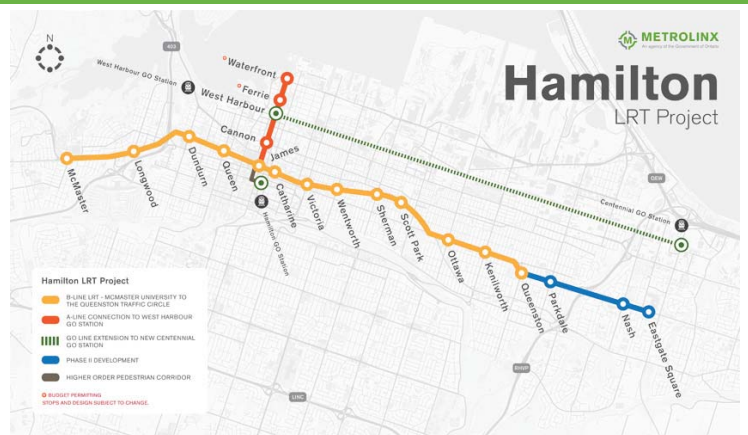 N
METROLINX
An agency of the Government of Ontario
Hamilton
LRT Project
403
West Harbour GO Station
Waterfront
Ferrie
West Harbour
Cannon
James
McMaster
Longwood
Dundurn
Queen
Catharine
Victoria
Wentworth
Sherman
Scott Park
Ottawa
Kenilworth
Queenston
Parkdale
Nash
Eastgate Square
Hamilton GO Station
Centennial GO Station
QEW
RHVP
LINC
Hamilton LRT Project
B-LINE LRT - MCMASTER UNIVERSITY TO
THE QUEENSTON TRAFFIC CIRCLE
A-LINE CONNECTION TO WEST HARBOUR
GO STATION
GO LINE EXTENSION TO NEW CENTENNIAL
GO STATION
PHASE II DEVELOPMENT
HIGHER ORDER PEDESTRIAN CORRIDOR
BUDGET PERMITTING
STOPS AND DESIGN SUBJECT TO CHANGE.